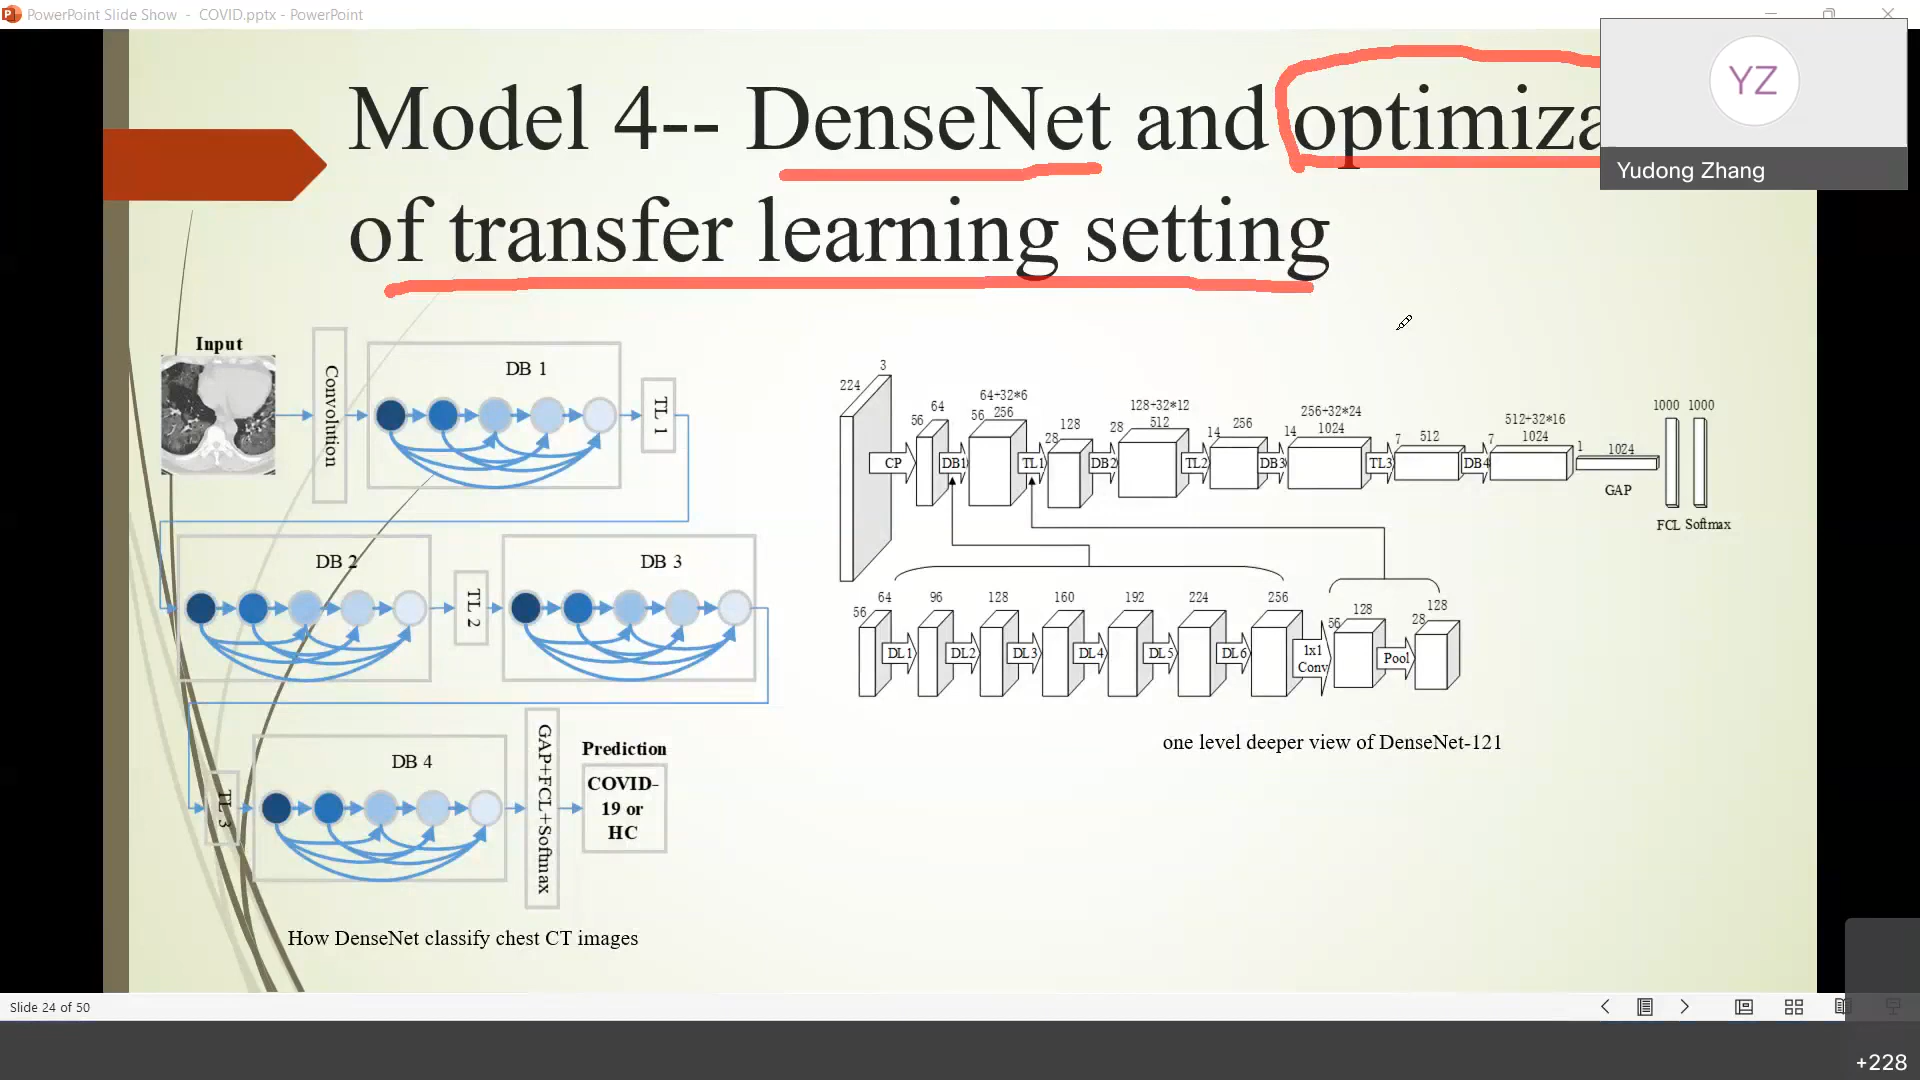 PowerPoint Slide Show - COVID.pptx - PowerPoint
Model 4-- DenseNet and optimiza
of transfer learning setting
YZ
Yudong Zhang
Input
Convolution
DB 1
TL 1
DB 2
TL 2
DB 3
TL 3
DB 4
GAP+FCL+Softmax
Prediction
COVID-
19 or
HC
How DenseNet classify chest CT images
224
3
CP
56
64
DB1
64+32*6
56 256
TL1
28
128
DB2
128+32*12
28 512
TL2
14
256
DB3
256+32*24
14 1024
TL3
7
512
DB4
512+32*16
7 1024
1
1024
GAP
1000 1000
FCL Softmax
56
64
DL1
96
DL2
128
DL3
160
DL4
192
DL5
224
DL6
256
1x1
Conv
56
128
Pool
28
128
one level deeper view of DenseNet-121
Slide 24 of 50
+228